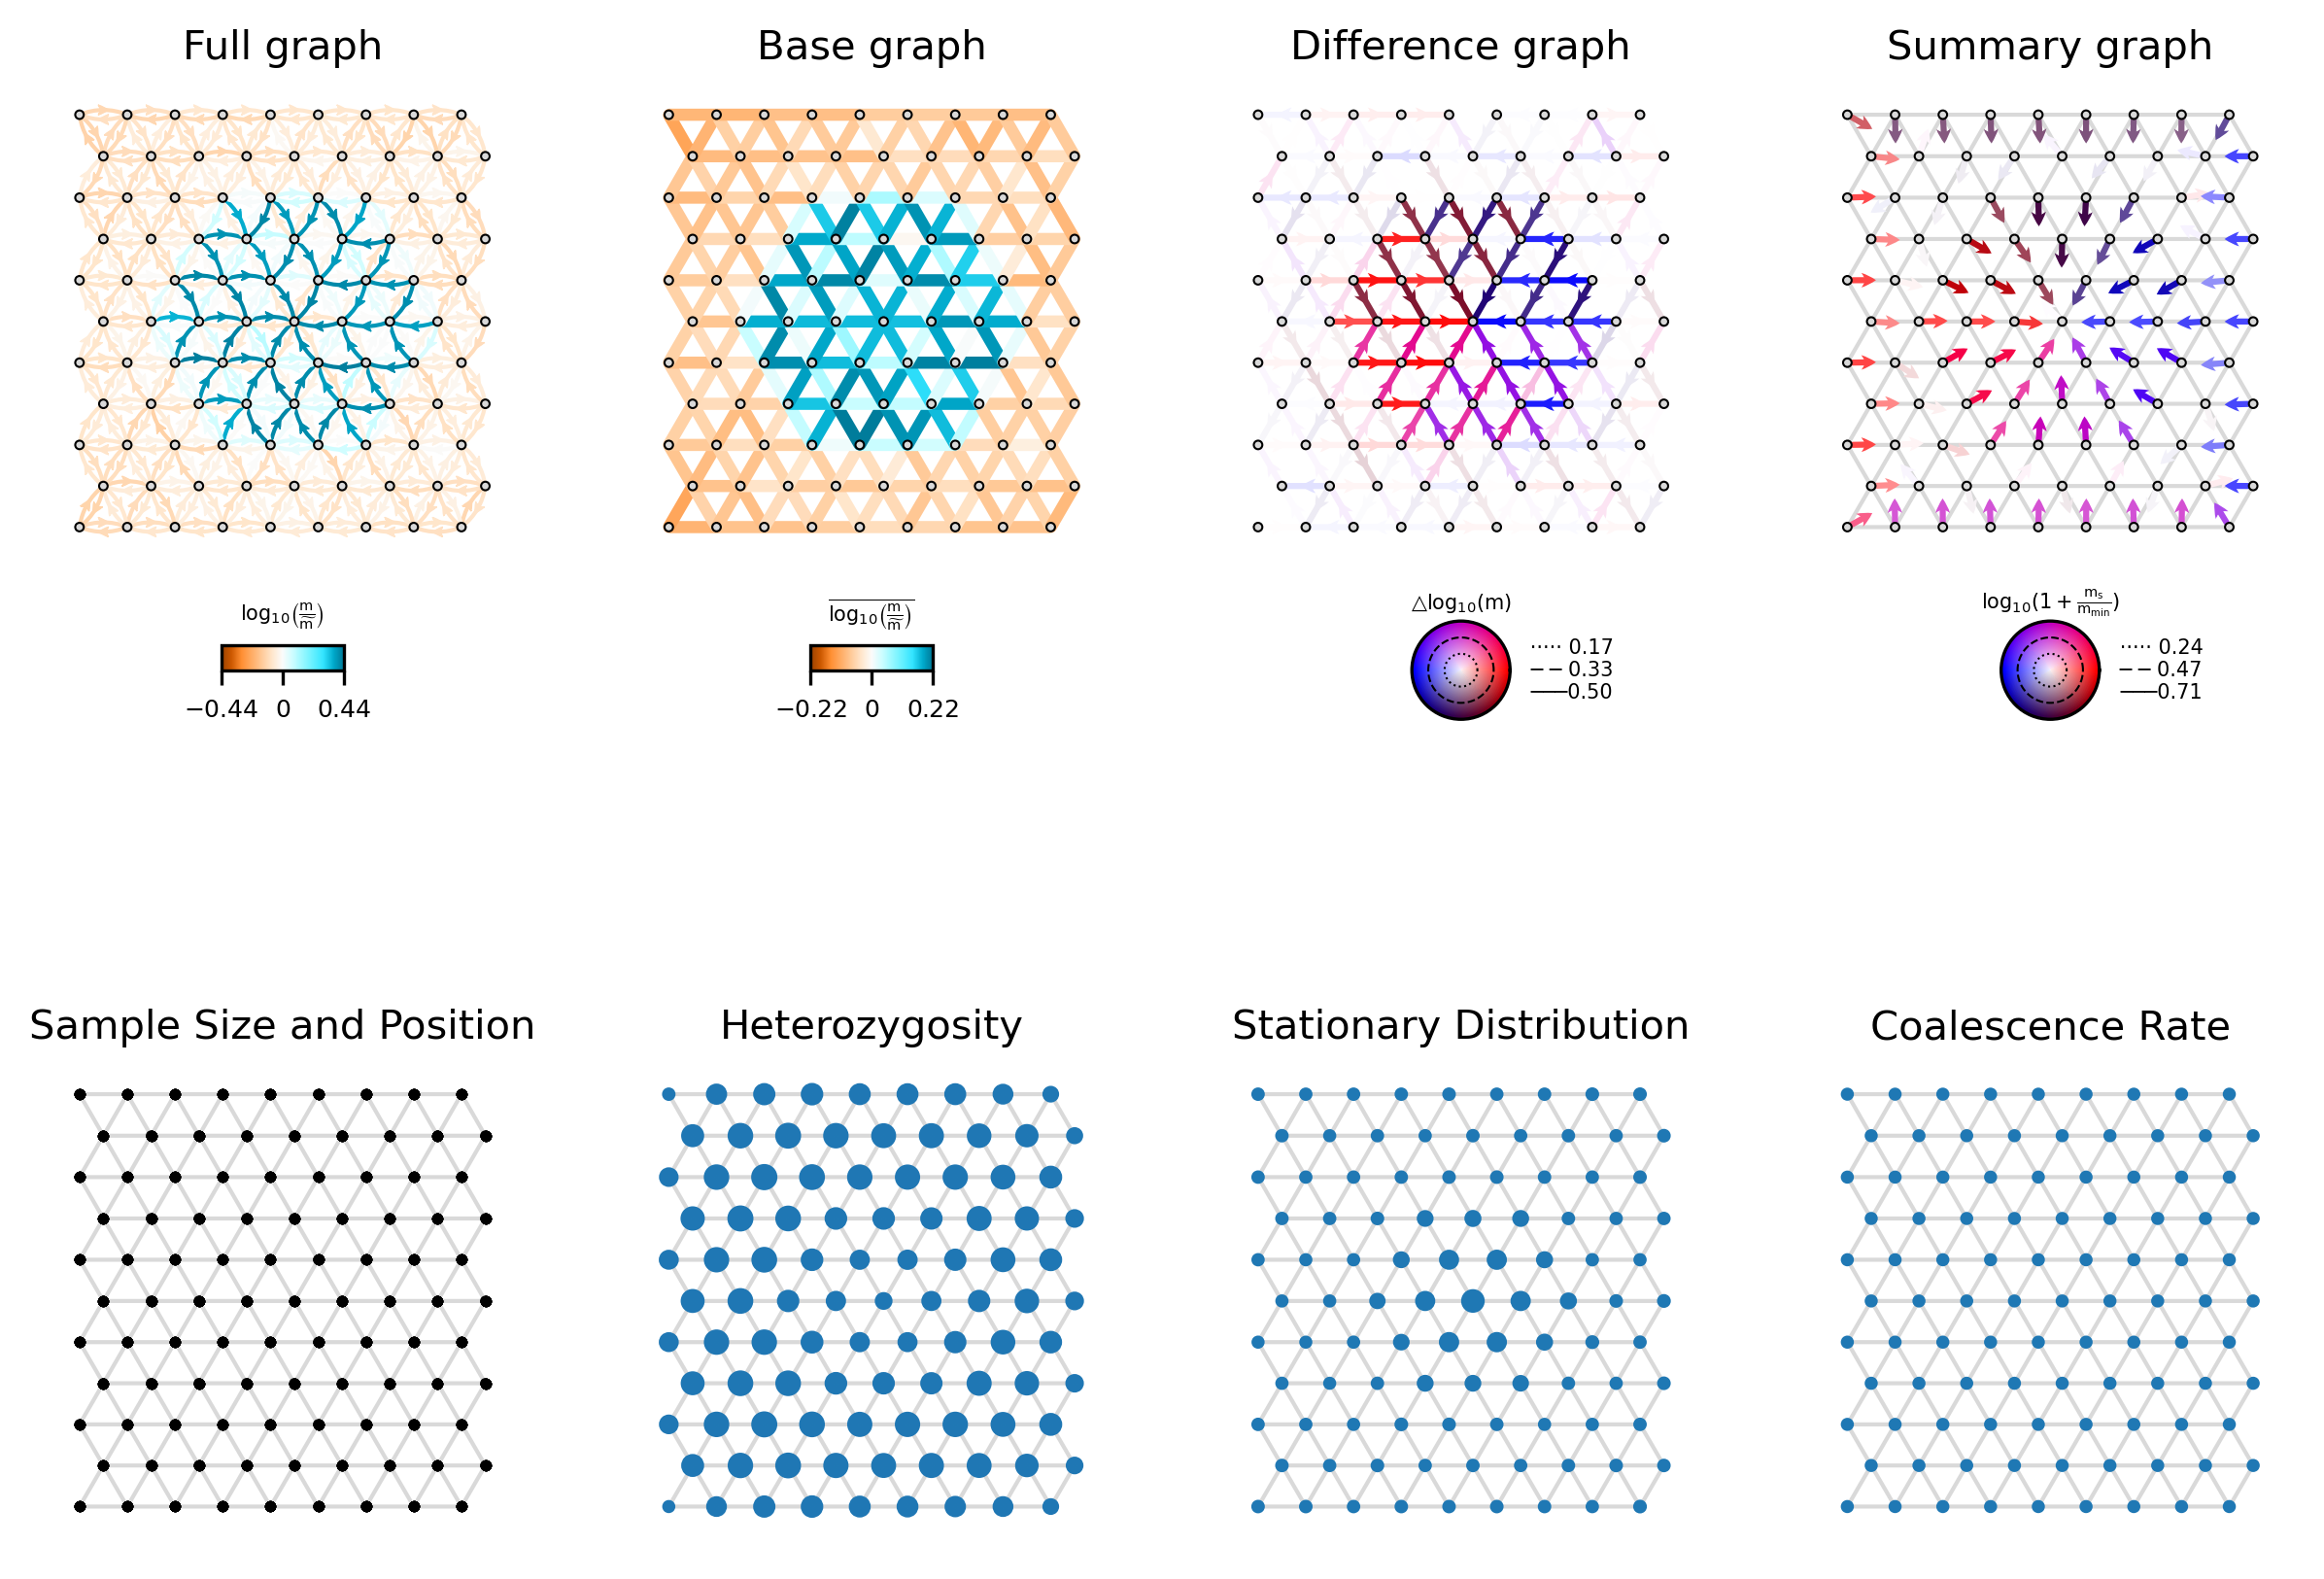 Full graph
Base graph
Difference graph
Summary graph
log₁₀(m/m̃)
−0.44 0 0.44
log₁₀(m/m̃)
−0.22 0 0.22
△log₁₀(m)
0.17
0.33
0.50
log₁₀(1 + mₛ/m_min)
0.24
0.47
0.71
Sample Size and Position
Heterozygosity
Stationary Distribution
Coalescence Rate